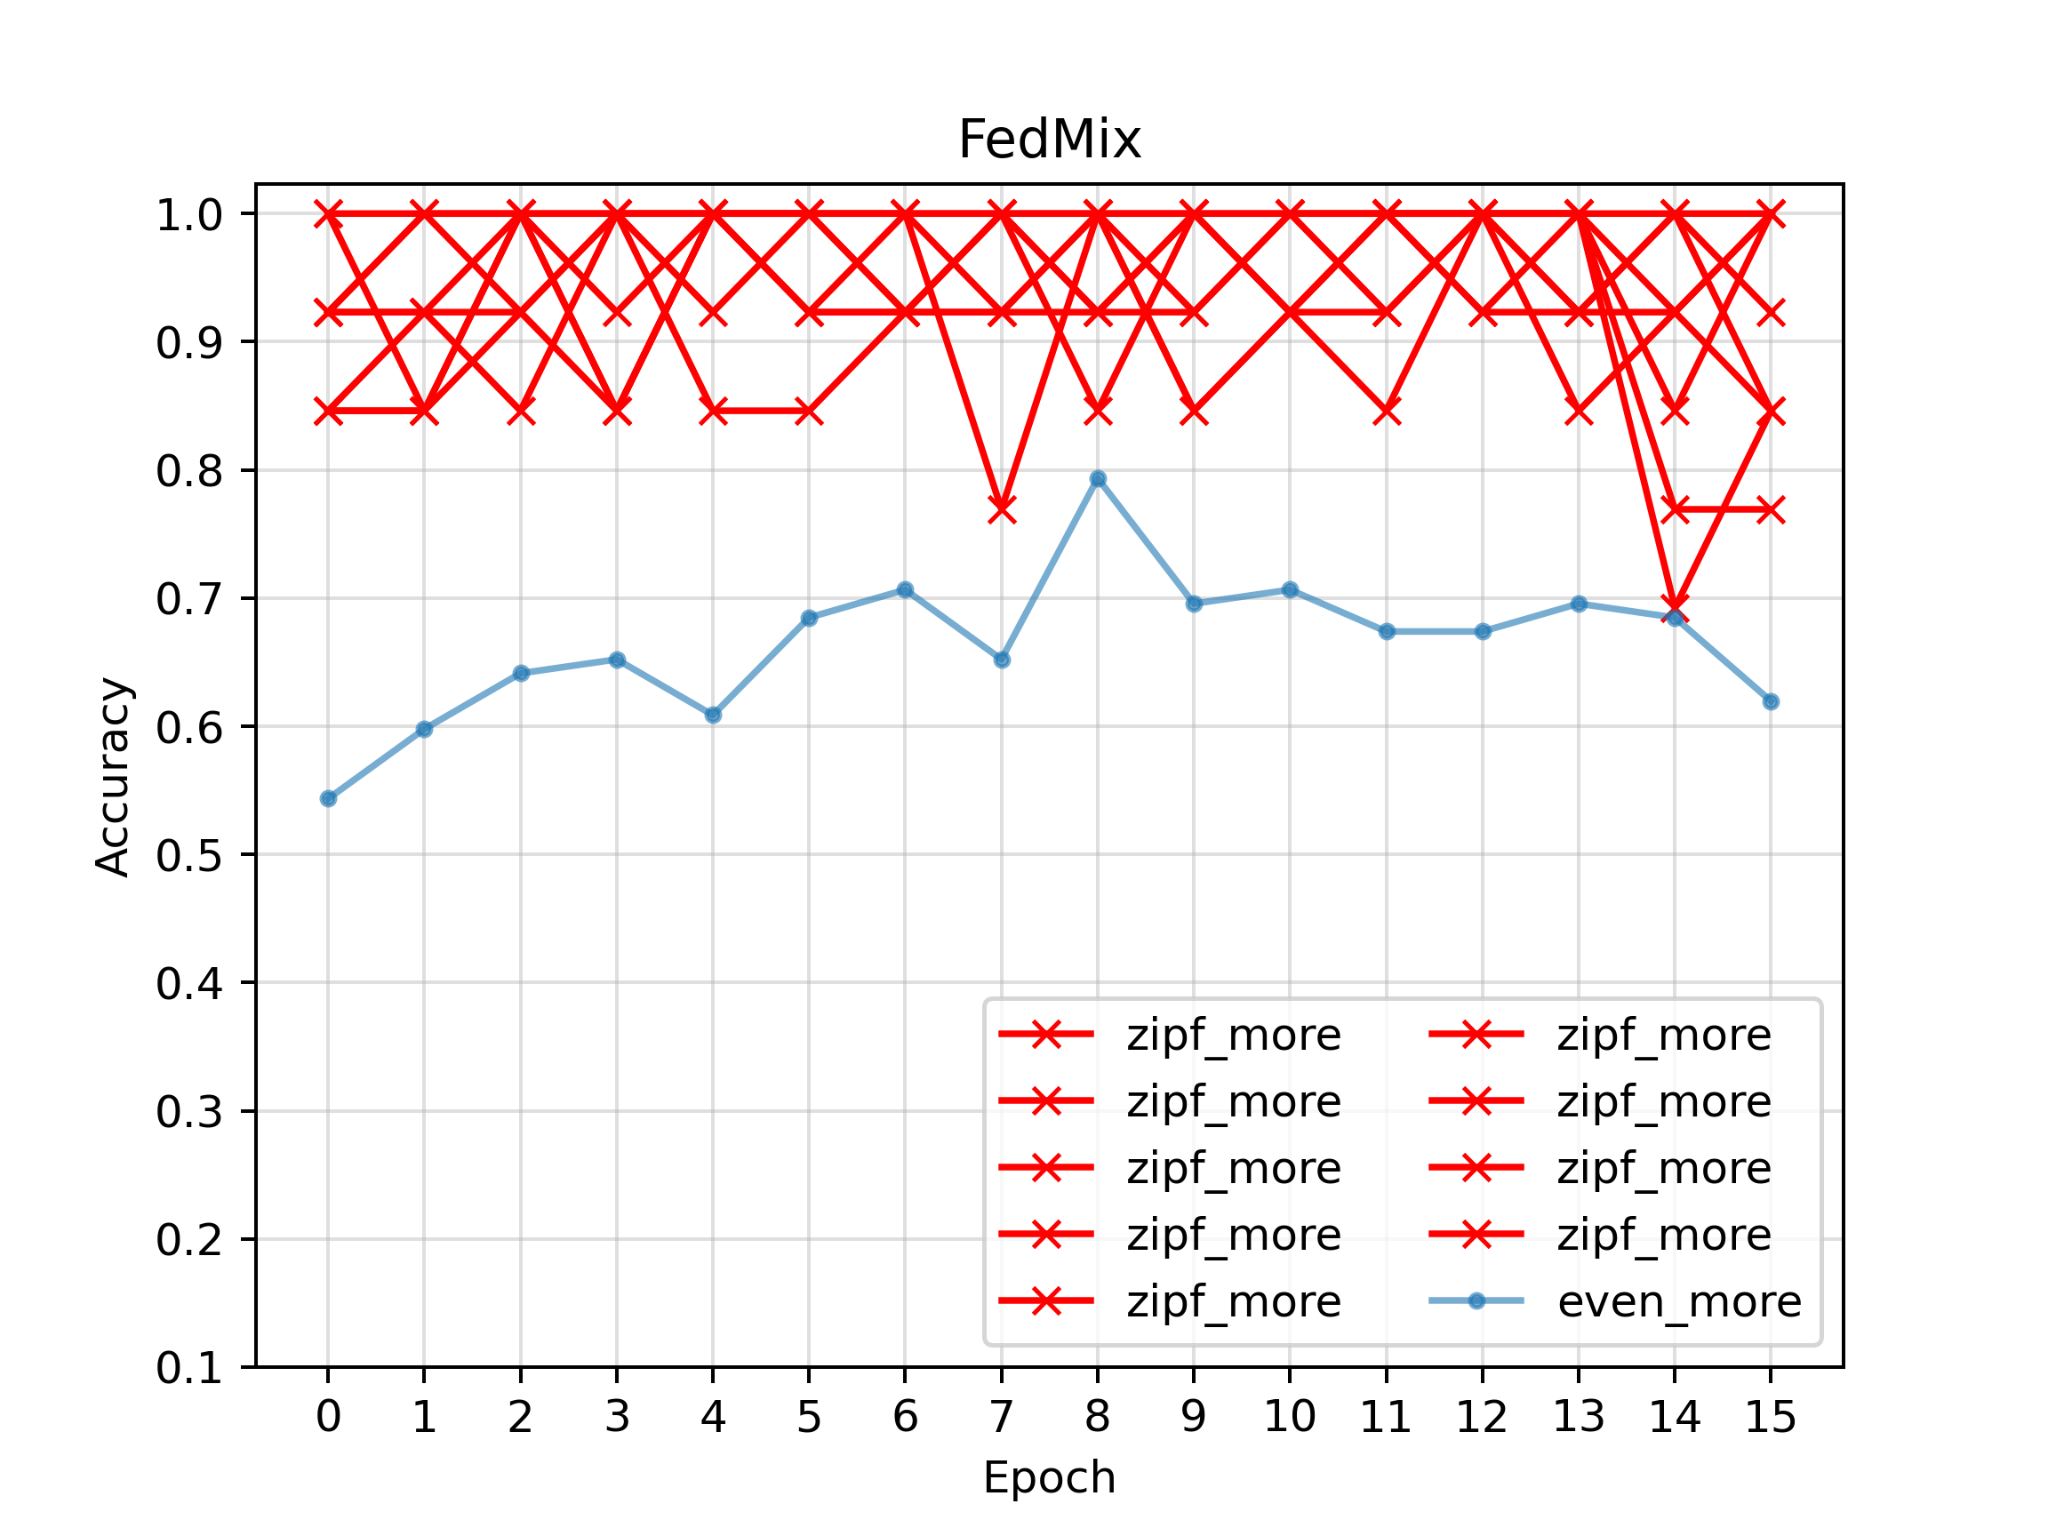 FedMix
Accuracy
1.0
0.9
0.8
0.7
0.6
0.5
0.4
0.3
0.2
0.1
zipf_more
zipf_more
zipf_more
zipf_more
zipf_more
zipf_more
zipf_more
zipf_more
zipf_more
even_more
0 1 2 3 4 5 6 7 8 9 10 11 12 13 14 15
Epoch